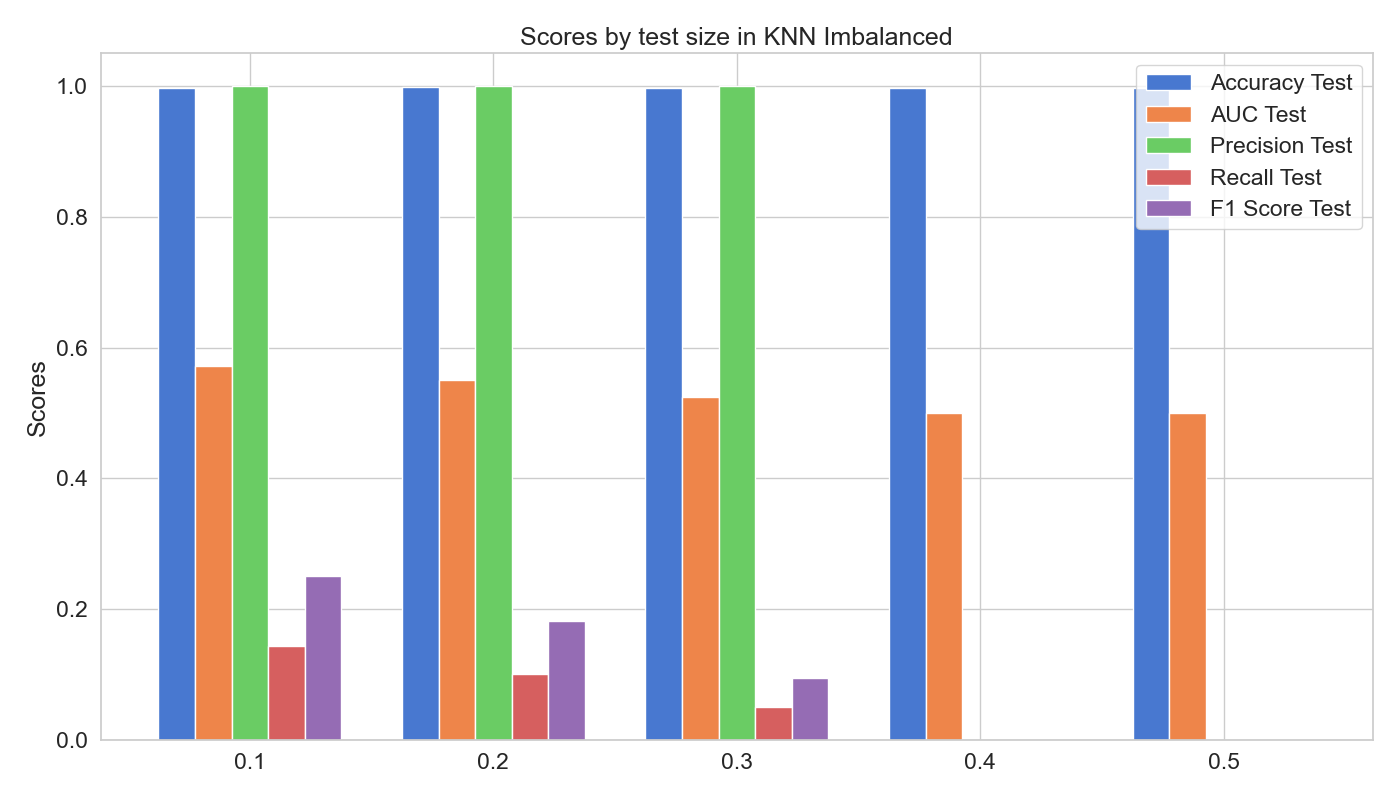 Scores by test size in KNN Imbalanced
Accuracy Test
AUC Test
Precision Test
Recall Test
F1 Score Test
Scores
1.0
0.8
0.6
0.4
0.2
0.0
0.1 0.2 0.3 0.4 0.5